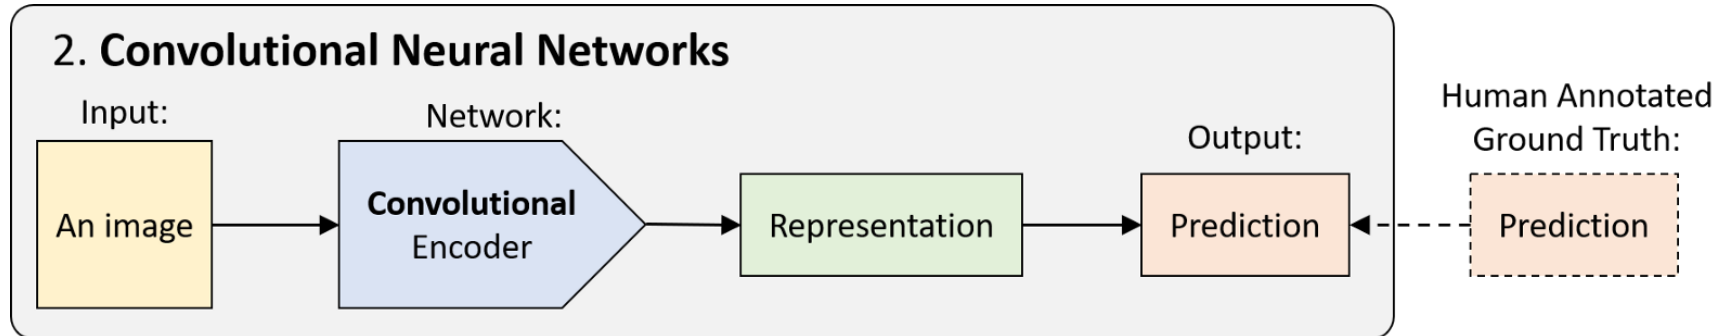 2. Convolutional Neural Networks
Input:
An image
Network:
Convolutional
Encoder
Representation
Output:
Prediction
Human Annotated
Ground Truth:
Prediction